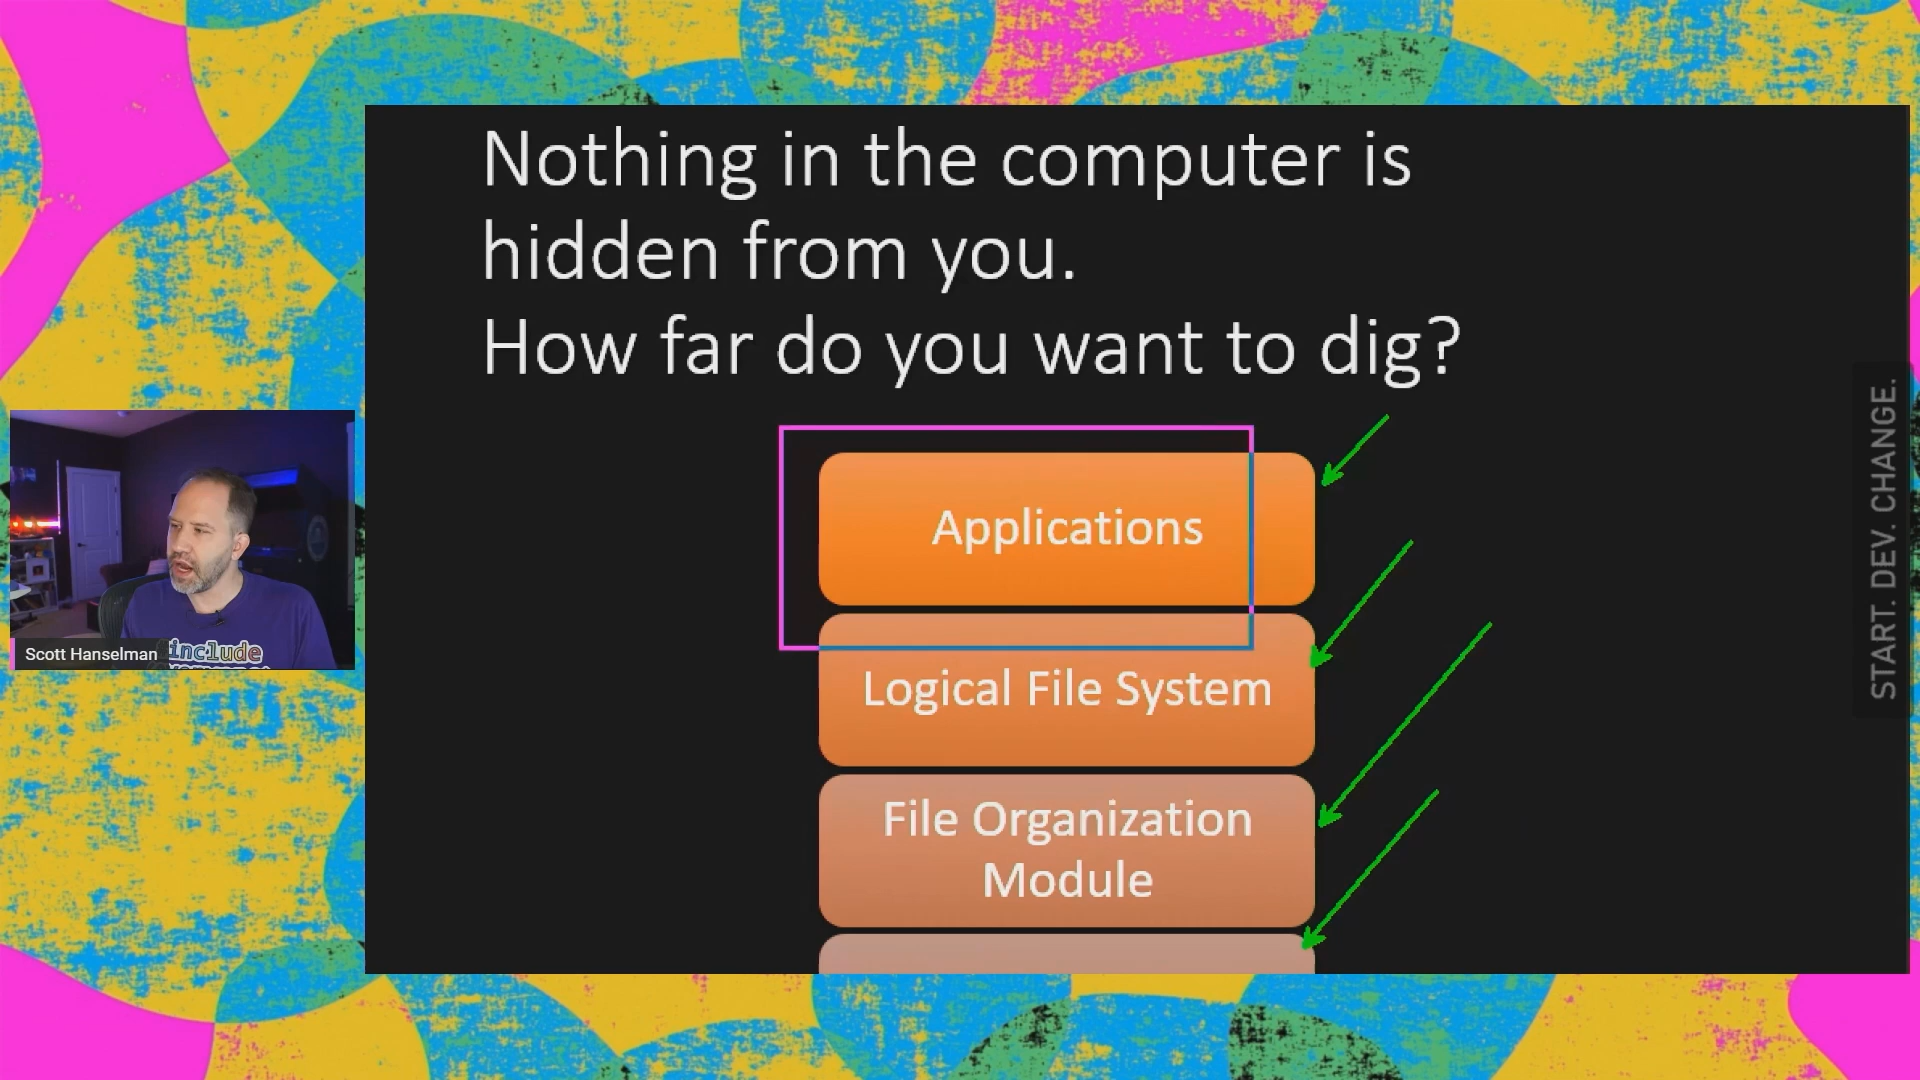 Nothing in the computer is
hidden from you.
How far do you want to dig?
Applications
Logical File System
File Organization
Module
Scott Hanselman
#include
START. DEV. CHANGE.